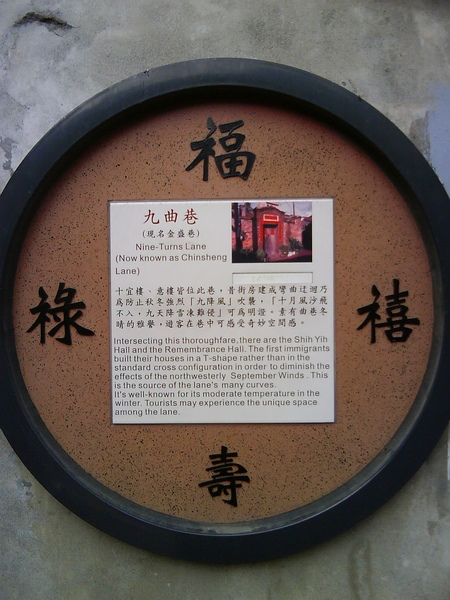 福
祿
禧
壽
九曲巷
(現名金盛巷)
Nine-Turns Lane
(Now known as Chinsheng
Lane)
十宜樓、意樓皆位此巷，昔街房建成彎曲迂迴乃
為防止秋冬強烈「九降風」吹襲，「十月風沙飛
不入，九天降雪凍難侵」可為明證。素有曲巷冬
晴的雅譽，遊客在巷中可感受奇妙空間感。
Intersecting this thoroughfare, there are the Shih Yih
Hall and the Remembrance Hall. The first immigrants
built their houses in a T-shape rather than in the
standard cross configuration in order to diminish the
effects of the northwesterly September Winds . This
is the source of the lane's many curves.
It's well-known for its moderate temperature in the
winter. Tourists may experience the unique space
among the lane.